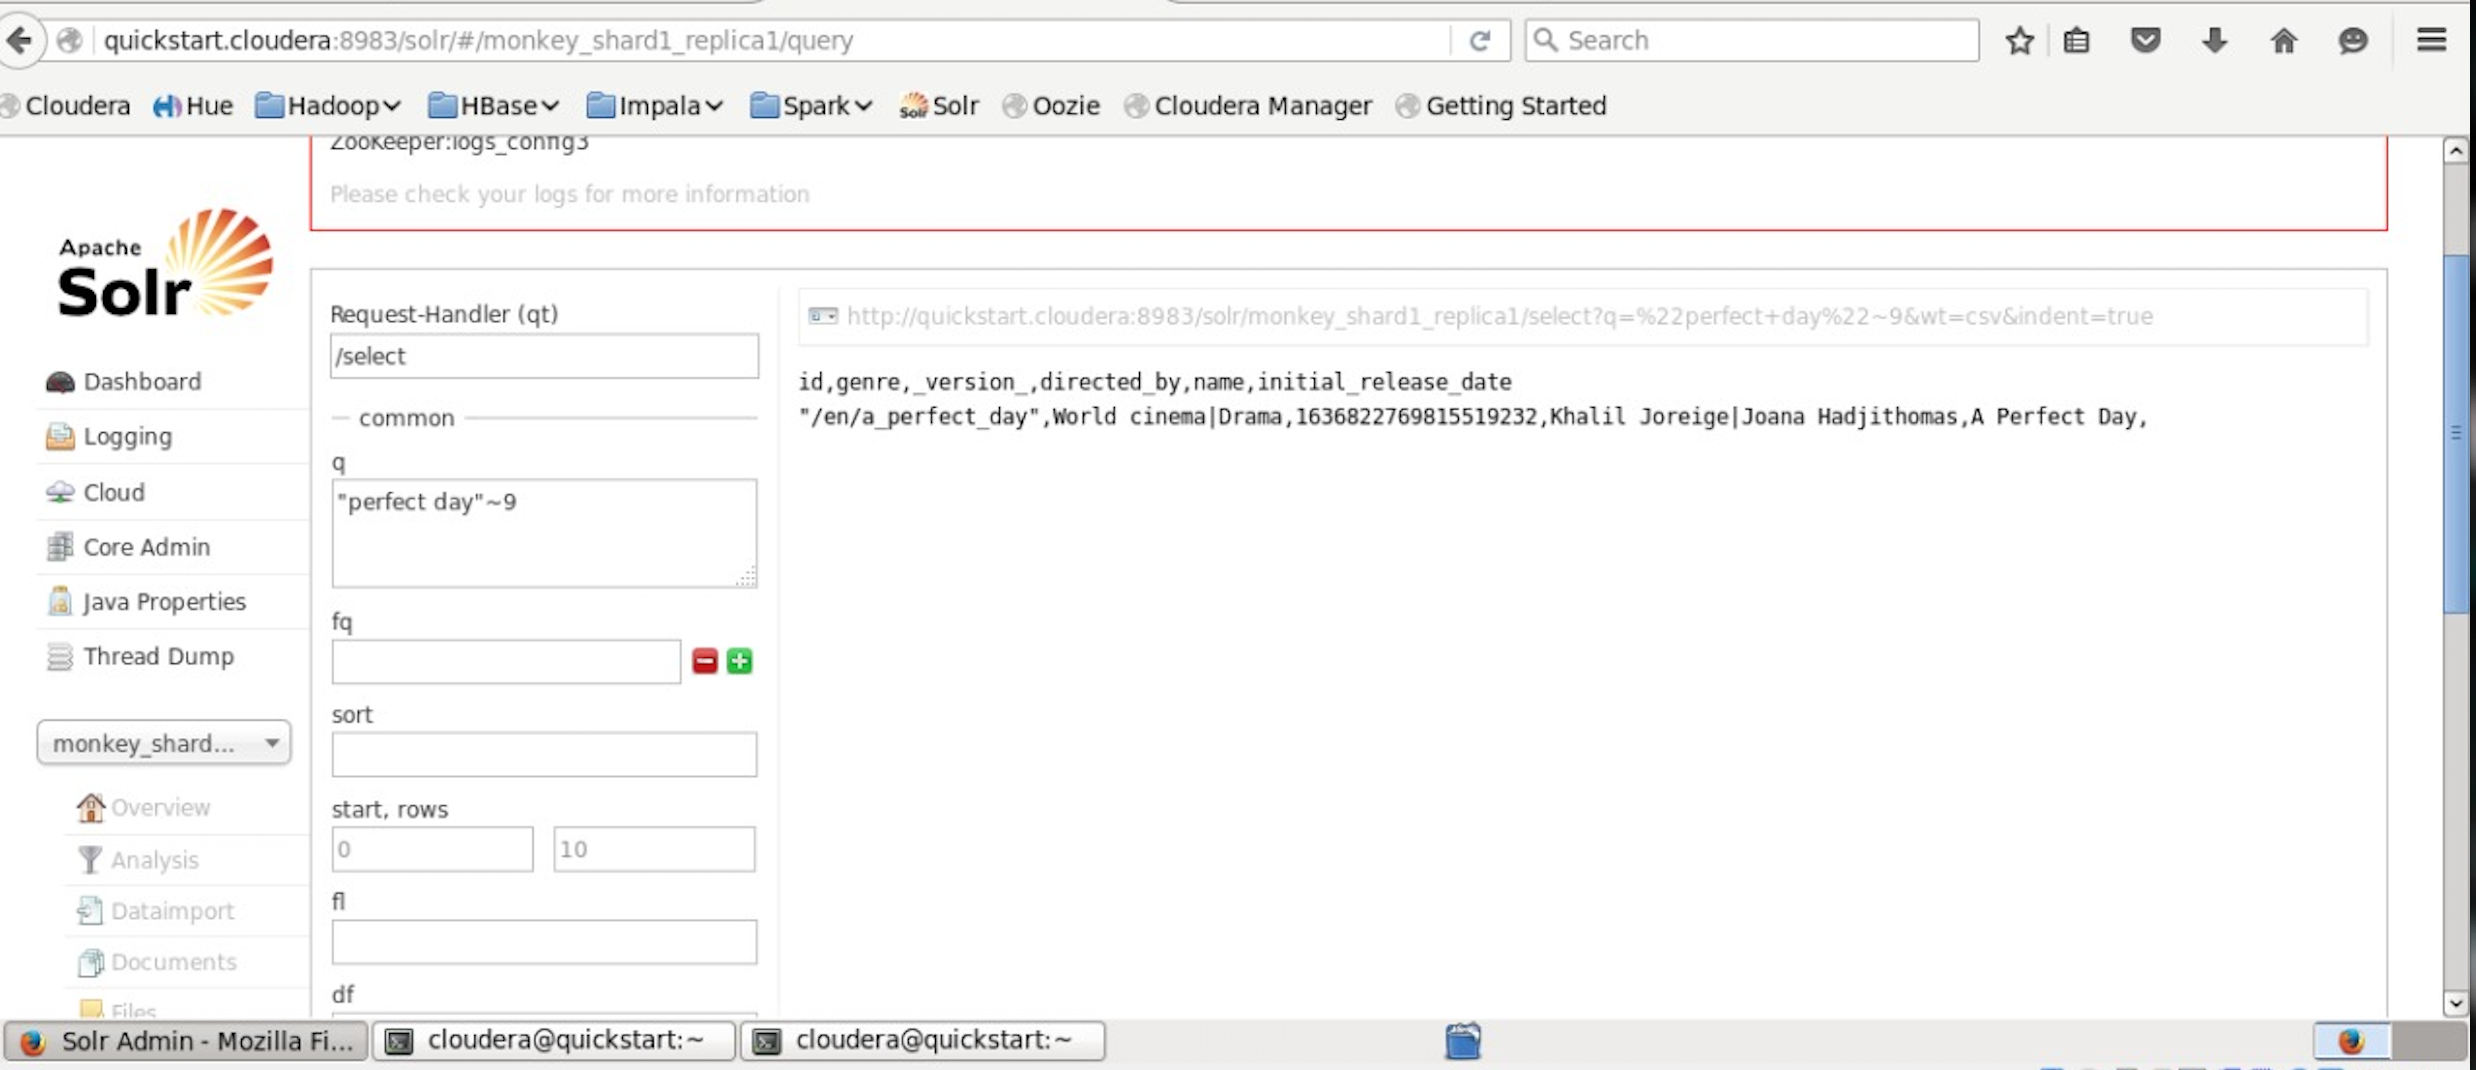 quickstart.cloudera:8983/solr/#/monkey_shard1_replica1/query
Search
Cloudera
Hue
Hadoop
HBase
Impala
Spark
Solr
Oozie
Cloudera Manager
Getting Started
ZooKeeper:logs_config3
Please check your logs for more information
Apache
Solr
Dashboard
Logging
Cloud
Core Admin
Java Properties
Thread Dump
monkey_shard...
Overview
Analysis
Dataimport
Documents
Files
Request-Handler (qt)
/select
common
q
"perfect day"~9
fq
sort
start, rows
0
10
fl
df
http://quickstart.cloudera:8983/solr/monkey_shard1_replica1/select?q=%22perfect+day%22~9&wt=csv&indent=true
id,genre,_version_,directed_by,name,initial_release_date
"/en/a_perfect_day",World cinema|Drama,1636822769815519232,Khalil Joreige|Joana Hadjithomas,A Perfect Day,
Solr Admin - Mozilla Fi...
cloudera@quickstart:~
cloudera@quickstart:~